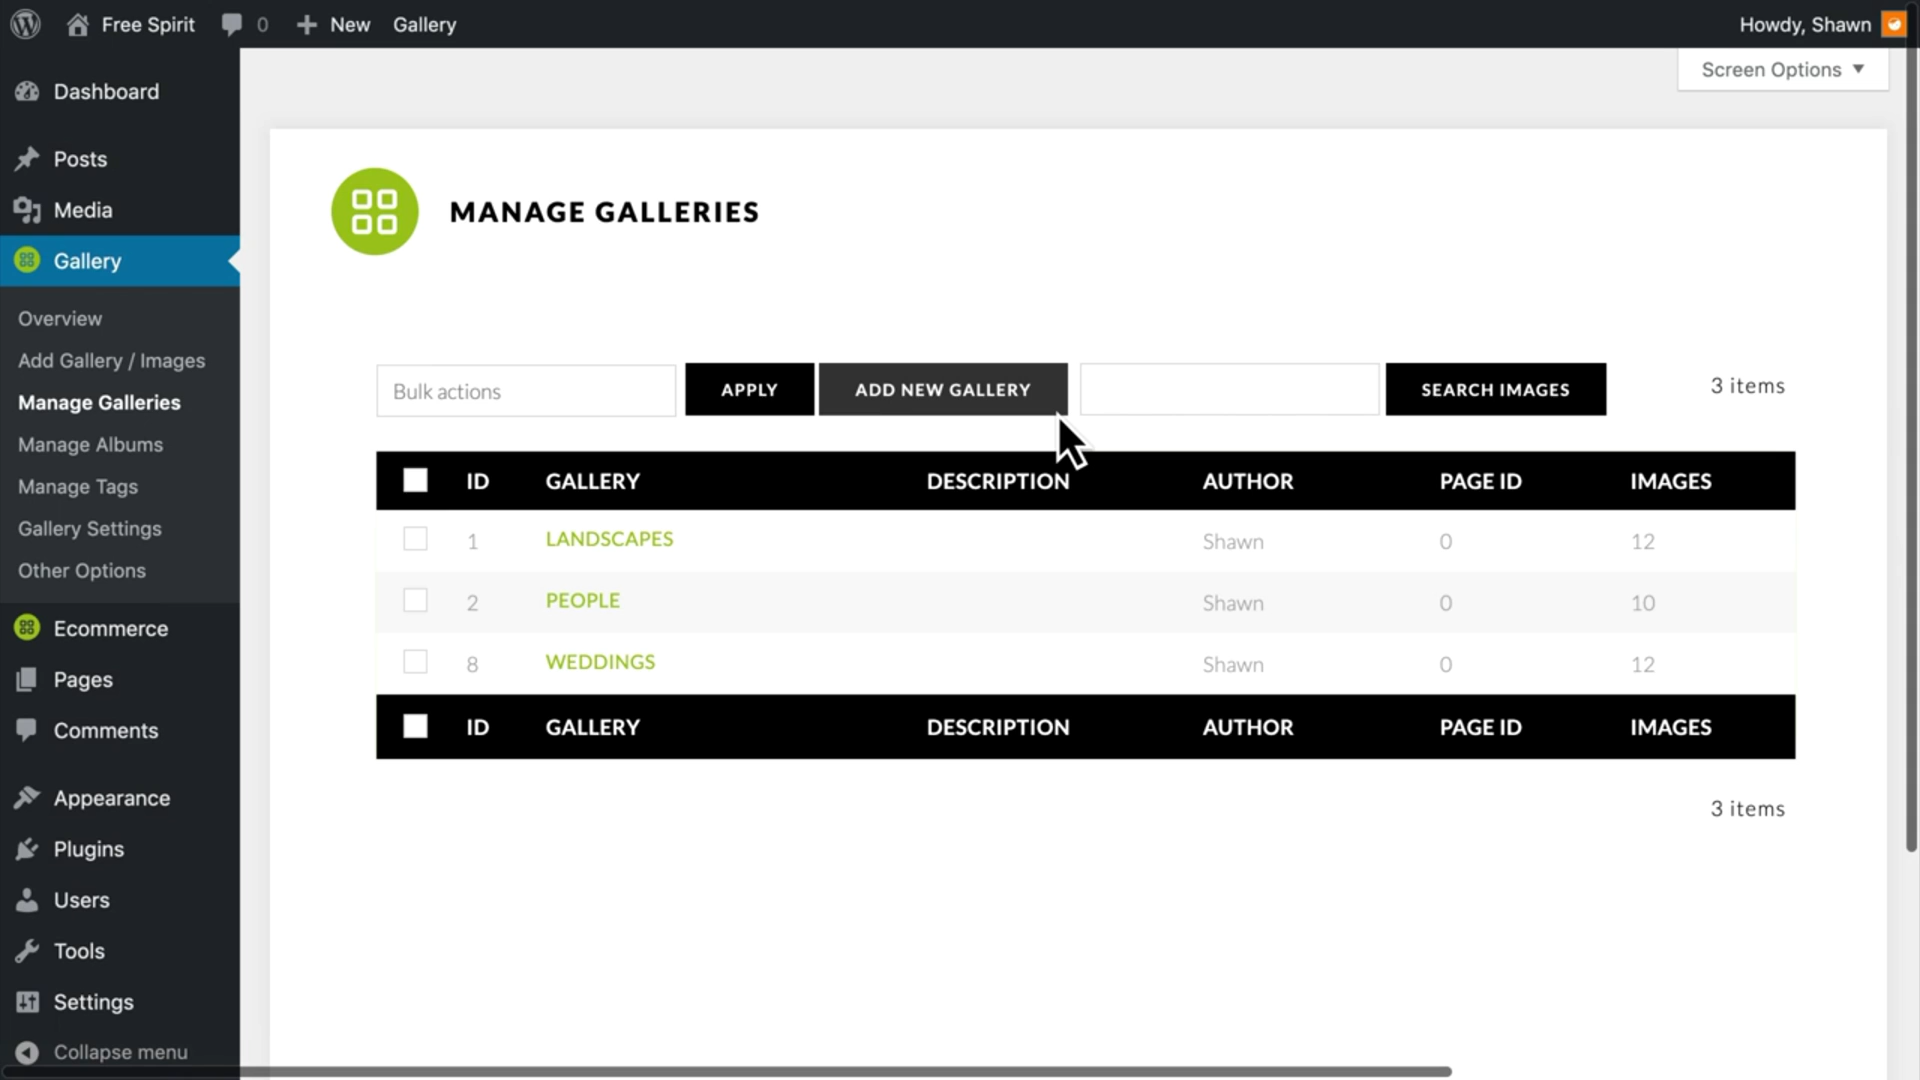 Free Spirit 0 New Gallery Howdy, Shawn
Screen Options
Dashboard
Posts
Media
Gallery
Overview
Add Gallery / Images
Manage Galleries
Manage Albums
Manage Tags
Gallery Settings
Other Options
Ecommerce
Pages
Comments
Appearance
Plugins
Users
Tools
Settings
Collapse menu
MANAGE GALLERIES
Bulk actions APPLY ADD NEW GALLERY SEARCH IMAGES 3 items
ID GALLERY DESCRIPTION AUTHOR PAGE ID IMAGES
1 LANDSCAPES Shawn 0 12
2 PEOPLE Shawn 0 10
8 WEDDINGS Shawn 0 12
ID GALLERY DESCRIPTION AUTHOR PAGE ID IMAGES
3 items